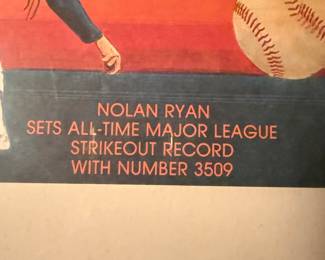 NOLAN RYAN
SETS ALL-TIME MAJOR LEAGUE
STRIKEOUT RECORD
WITH NUMBER 3509